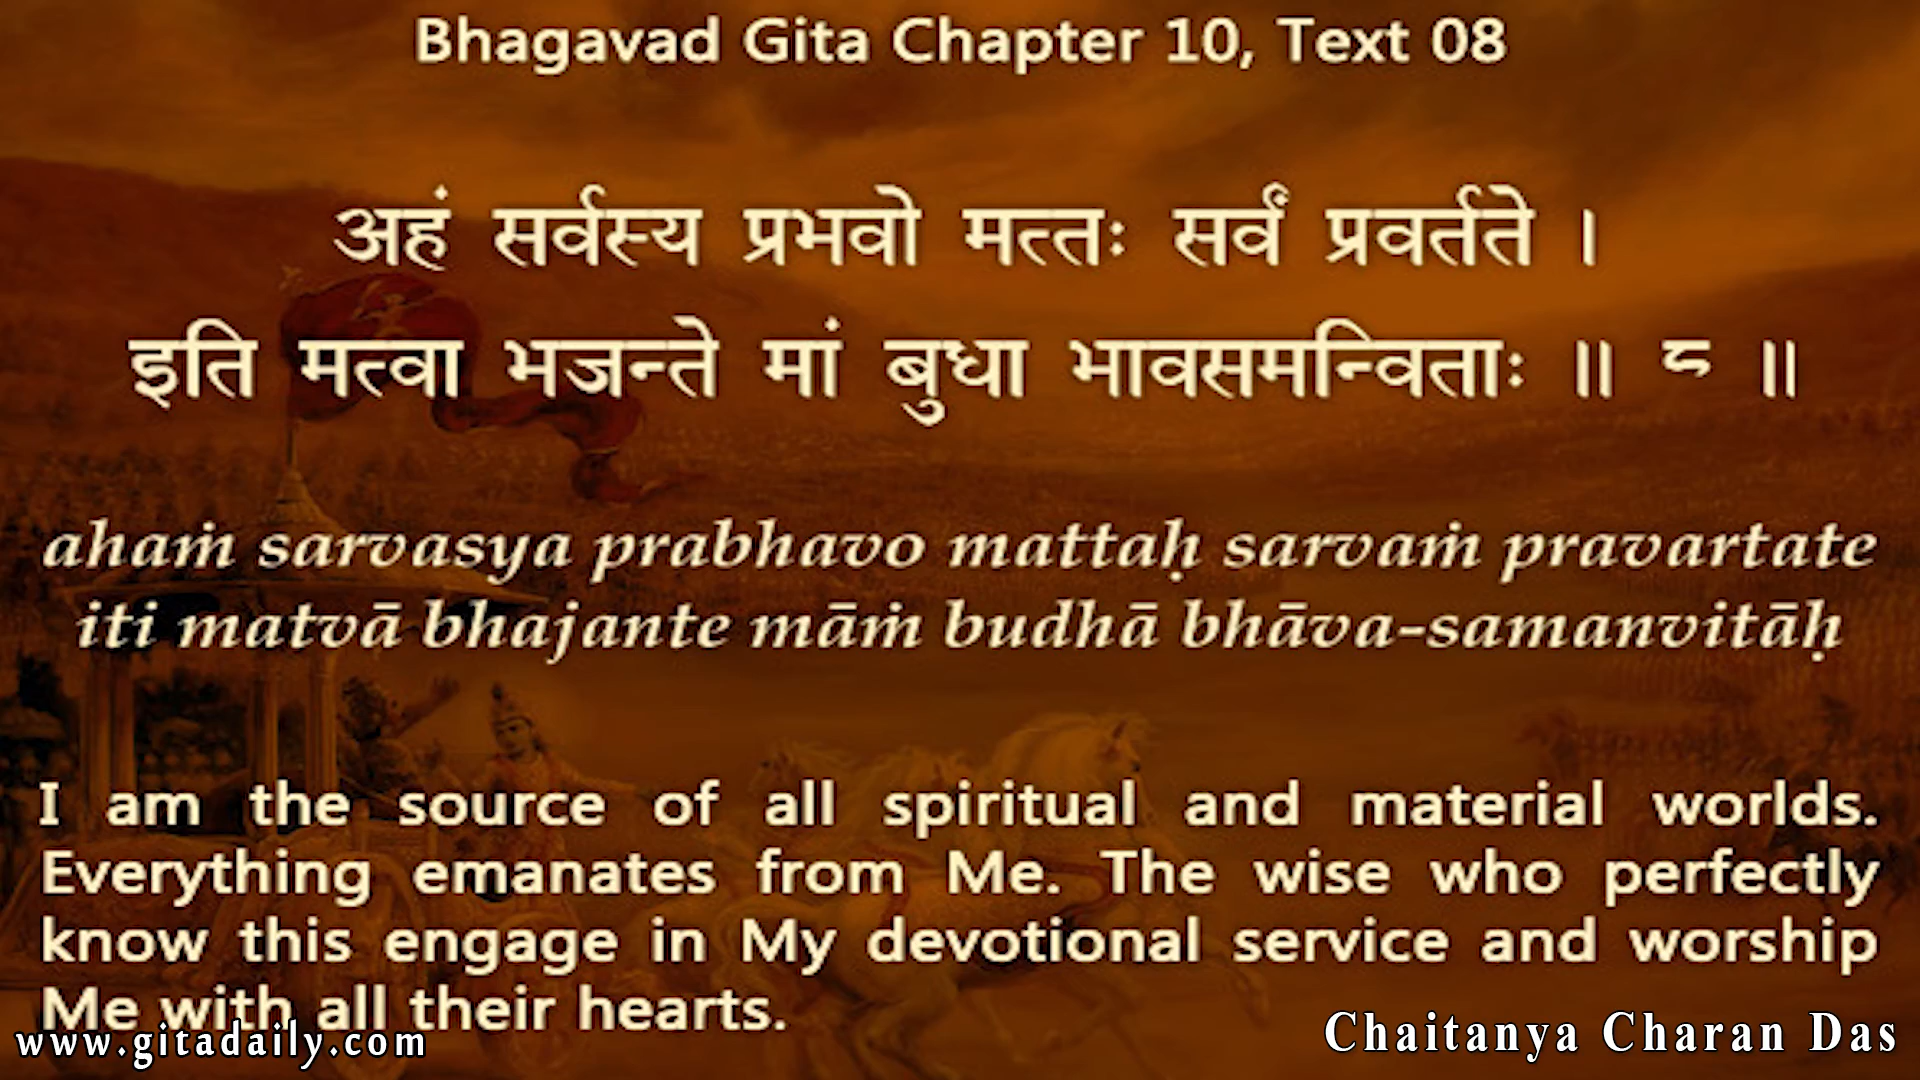 Bhagavad Gita Chapter 10, Text 08
अहं सर्वस्य प्रभवो मत्तः सर्वं प्रवर्तते ।
इति मत्वा भजन्ते मां बुधा भावसमन्विताः ॥ ८ ॥
ahaṁ sarvasya prabhavo mattaḥ sarvaṁ pravartate
iti matvā bhajante māṁ budhā bhāva-samanvitāḥ
I am the source of all spiritual and material worlds.
Everything emanates from Me. The wise who perfectly
know this engage in My devotional service and worship
Me with all their hearts.
www.gitadaily.com
Chaitanya Charan Das